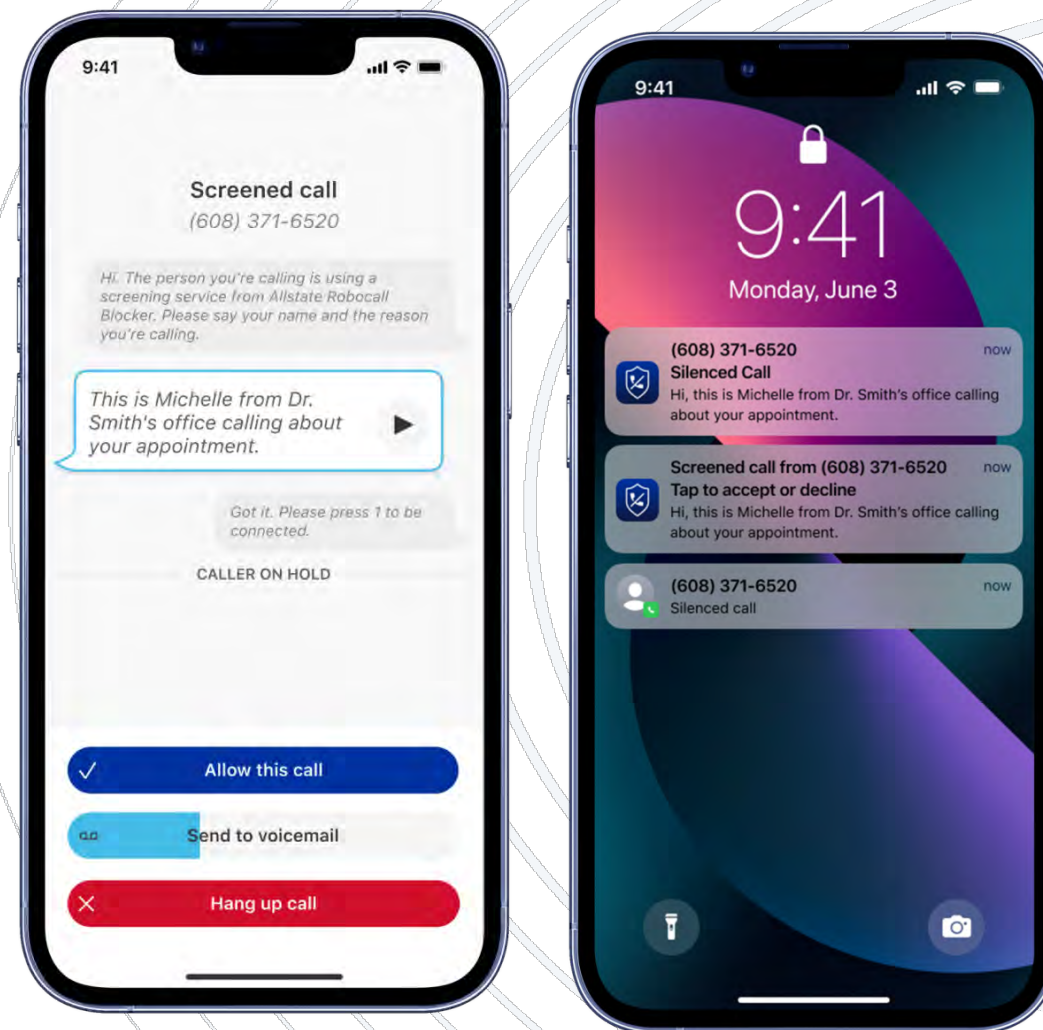 9:41
Screened call
(608) 371-6520
Hi. The person you're calling is using a
screening service from Allstate Robocall
Blocker. Please say your name and the reason
you're calling.
This is Michelle from Dr.
Smith's office calling about
your appointment.
Got it. Please press 1 to be
connected.
CALLER ON HOLD
Allow this call
Send to voicemail
Hang up call
9:41
9:41
Monday, June 3
(608) 371-6520 now
Silenced Call
Hi, this is Michelle from Dr. Smith's office calling
about your appointment.
Screened call from (608) 371-6520 now
Tap to accept or decline
Hi, this is Michelle from Dr. Smith's office calling
about your appointment.
(608) 371-6520 now
Silenced call